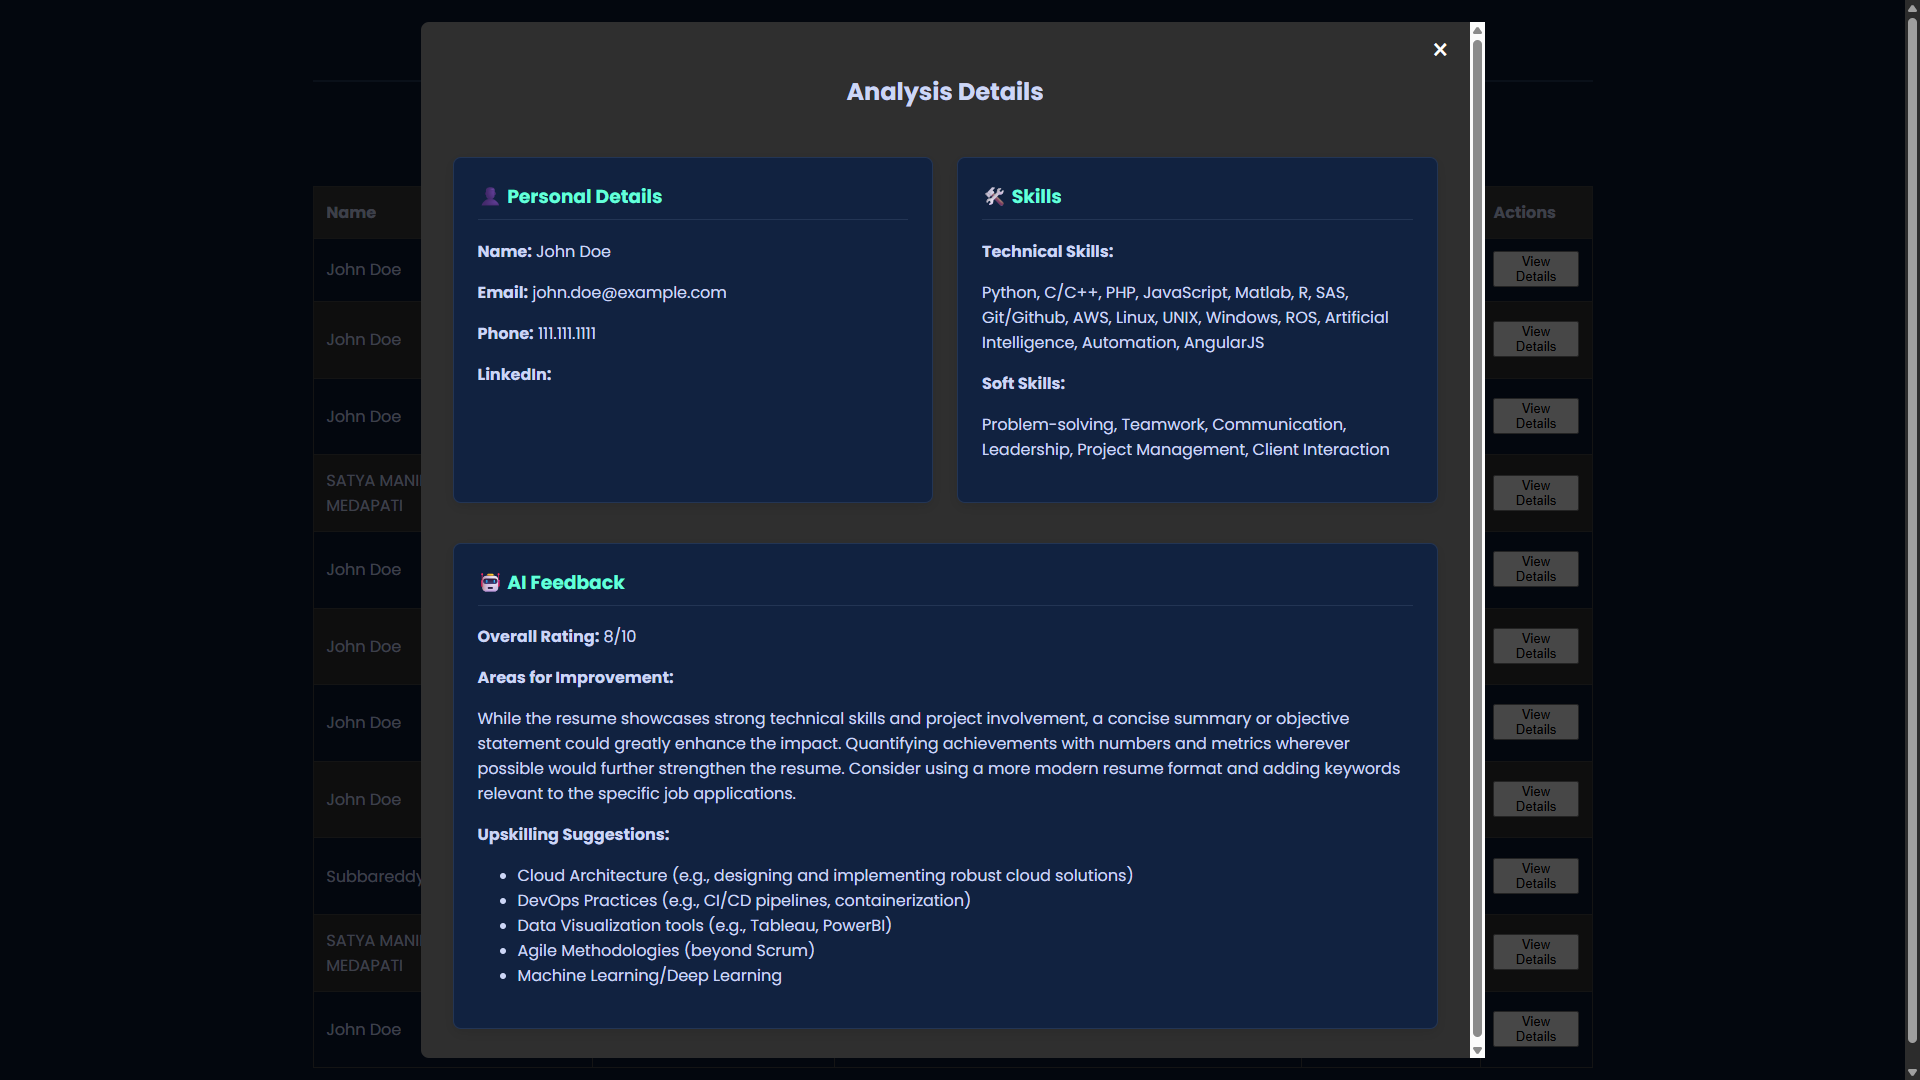 ×
Analysis Details
👤 Personal Details
Name: John Doe
Email: john.doe@example.com
Phone: 111.111.1111
LinkedIn:
🛠 Skills
Technical Skills:
Python, C/C++, PHP, JavaScript, Matlab, R, SAS,
Git/Github, AWS, Linux, UNIX, Windows, ROS, Artificial
Intelligence, Automation, AngularJS
Soft Skills:
Problem-solving, Teamwork, Communication,
Leadership, Project Management, Client Interaction
🤖 AI Feedback
Overall Rating: 8/10
Areas for Improvement:
While the resume showcases strong technical skills and project involvement, a concise summary or objective
statement could greatly enhance the impact. Quantifying achievements with numbers and metrics wherever
possible would further strengthen the resume. Consider using a more modern resume format and adding keywords
relevant to the specific job applications.
Upskilling Suggestions:
• Cloud Architecture (e.g., designing and implementing robust cloud solutions)
• DevOps Practices (e.g., CI/CD pipelines, containerization)
• Data Visualization tools (e.g., Tableau, PowerBI)
• Agile Methodologies (beyond Scrum)
• Machine Learning/Deep Learning
Name
Actions
John Doe
View
Details
John Doe
View
Details
John Doe
View
Details
SATYA
MEDAPATI
View
Details
John Doe
View
Details
John Doe
View
Details
John Doe
View
Details
John Doe
View
Details
Subbareddy
View
Details
SATYA
MEDAPATI
View
Details
John Doe
View
Details